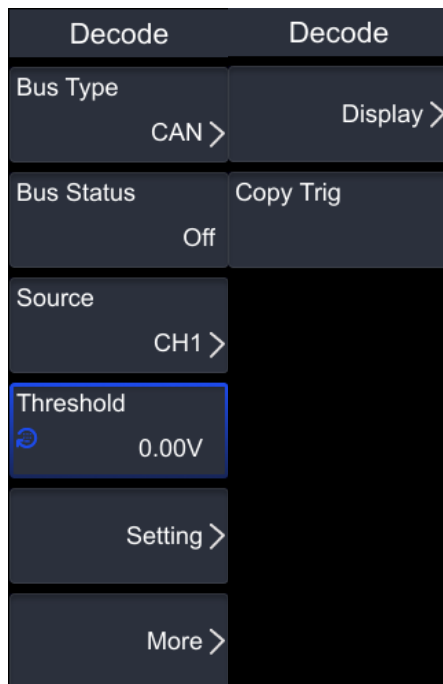 Decode
Bus Type
CAN
Bus Status
Off
Source
CH1
Threshold
0.00V
Setting
More
Decode
Display
Copy Trig